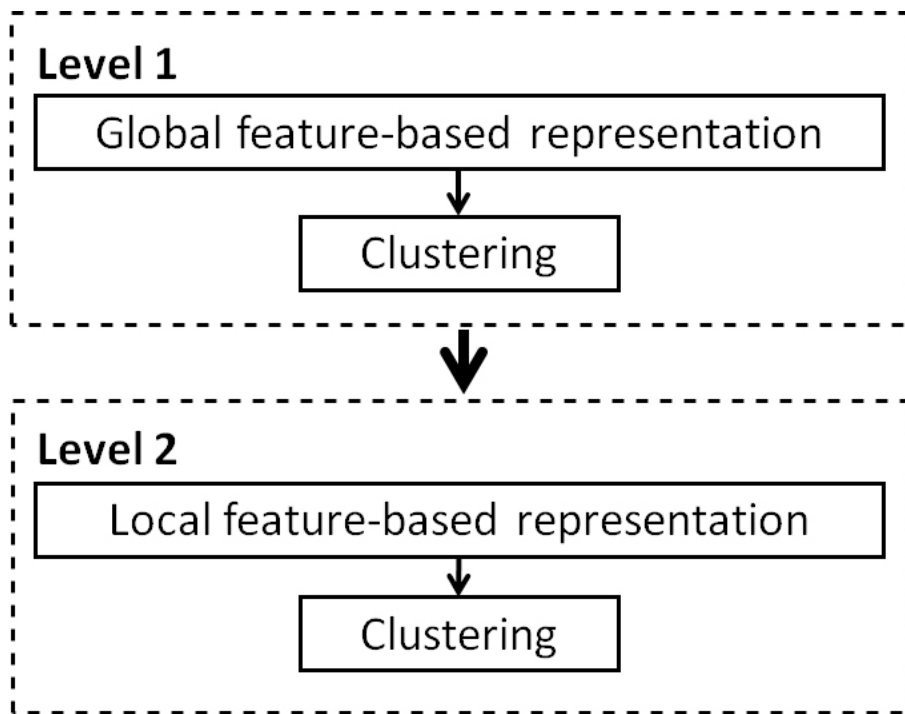 Level 1
Global feature-based representation
Clustering
Level 2
Local feature-based representation
Clustering